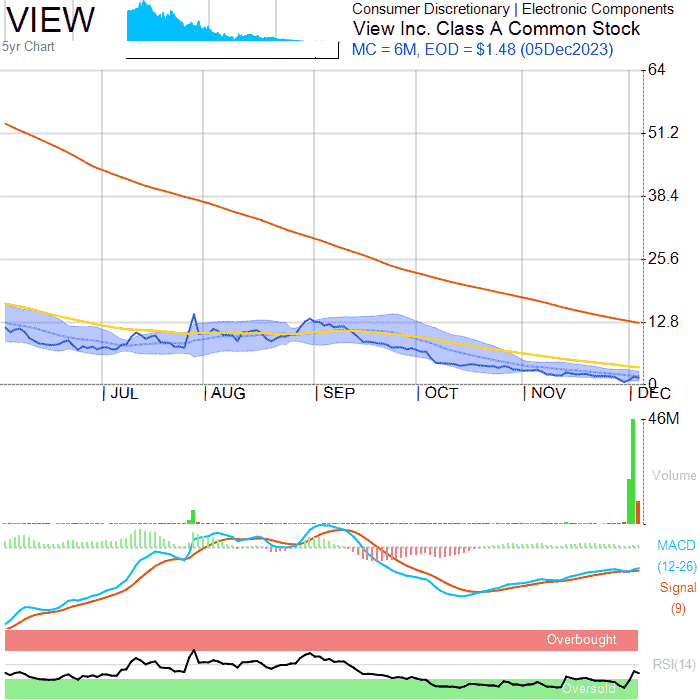 VIEW
5yr Chart
Consumer Discretionary | Electronic Components
View Inc. Class A Common Stock
MC = 6M, EOD = $1.48 (05Dec2023)
64
51.2
38.4
25.6
12.8
0
JUL
AUG
SEP
OCT
NOV
DEC
46M
Volume
MACD
(12-26)
Signal
(9)
Overbought
RSI(14)
Oversold